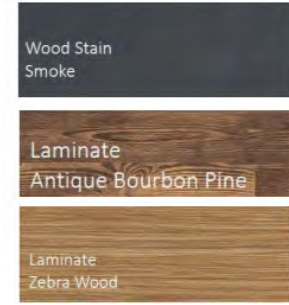 Wood Stain
Smoke
Laminate
Antique Bourbon Pine
Laminate
Zebra Wood